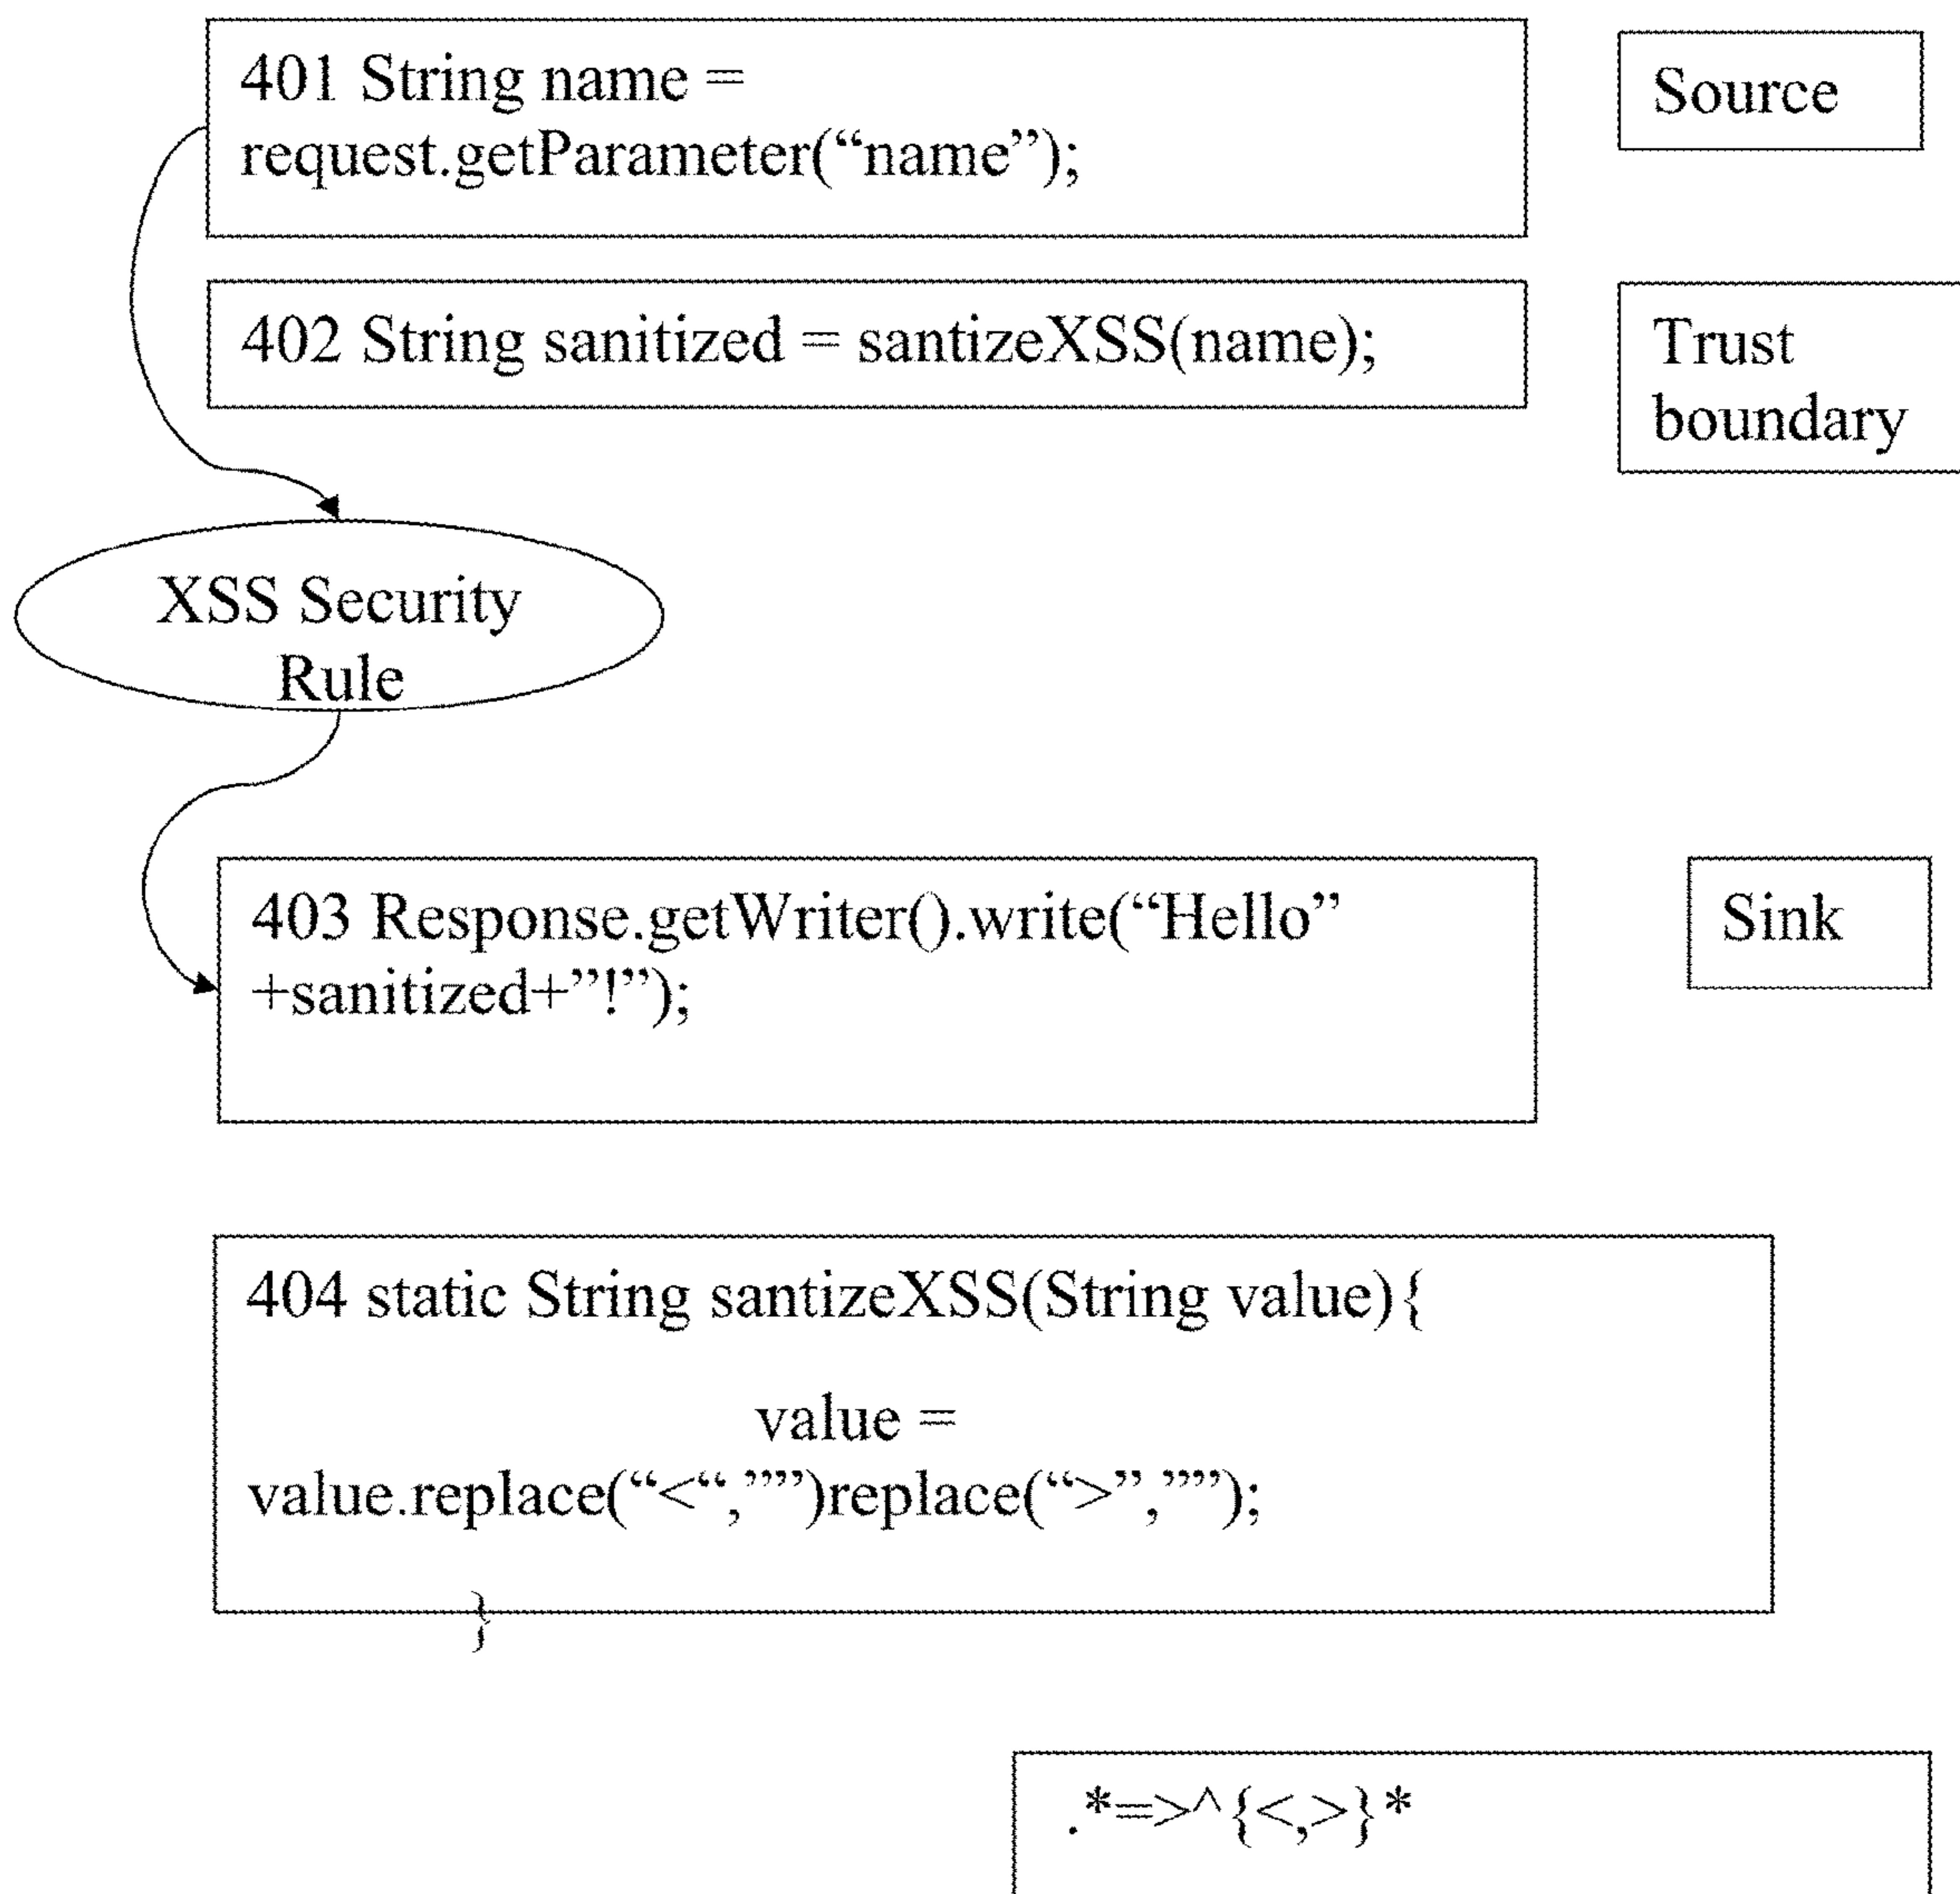 401 String name =
request.getParameter(“name”);
Source
402 String sanitized = santizeXSS(name);
Trust
boundary
XSS Security
Rule
403 Response.getWriter().write(“Hello”
+sanitized+”!”);
Sink
404 static String santizeXSS(String value){
value =
value.replace(“<“,””)replace(“>”,””);
}
.*=>^{<,>}*